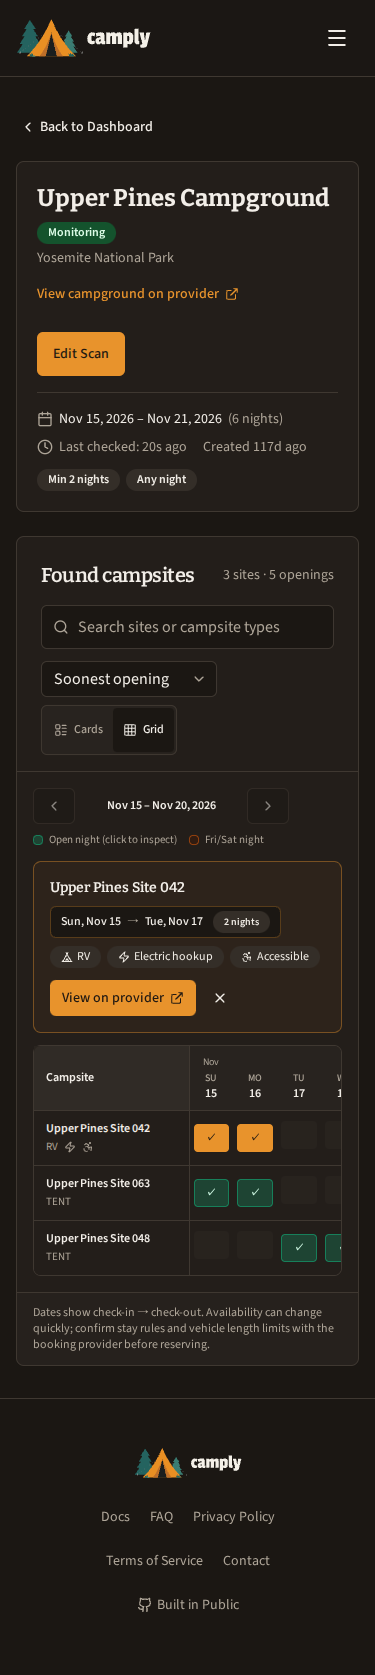 camply
Back to Dashboard
Upper Pines Campground
Monitoring
Yosemite National Park
View campground on provider
Edit Scan
Nov 15, 2026 – Nov 21, 2026 (6 nights)
Last checked: 20s ago Created 117d ago
Min 2 nights Any night
Found campsites 3 sites · 5 openings
Search sites or campsite types
Soonest opening
Cards Grid
Nov 15 – Nov 20, 2026
Open night (click to inspect) Fri/Sat night
Upper Pines Site 042
Sun, Nov 15 → Tue, Nov 17 2 nights
RV Electric hookup Accessible
View on provider
Nov
Campsite SU MO TU
15 16 17
Upper Pines Site 042
RV ✓ ✓
Upper Pines Site 063
TENT ✓ ✓
Upper Pines Site 048
TENT ✓
Dates show check-in → check-out. Availability can change
quickly; confirm stay rules and vehicle length limits with the
booking provider before reserving.
camply
Docs FAQ Privacy Policy
Terms of Service Contact
Built in Public